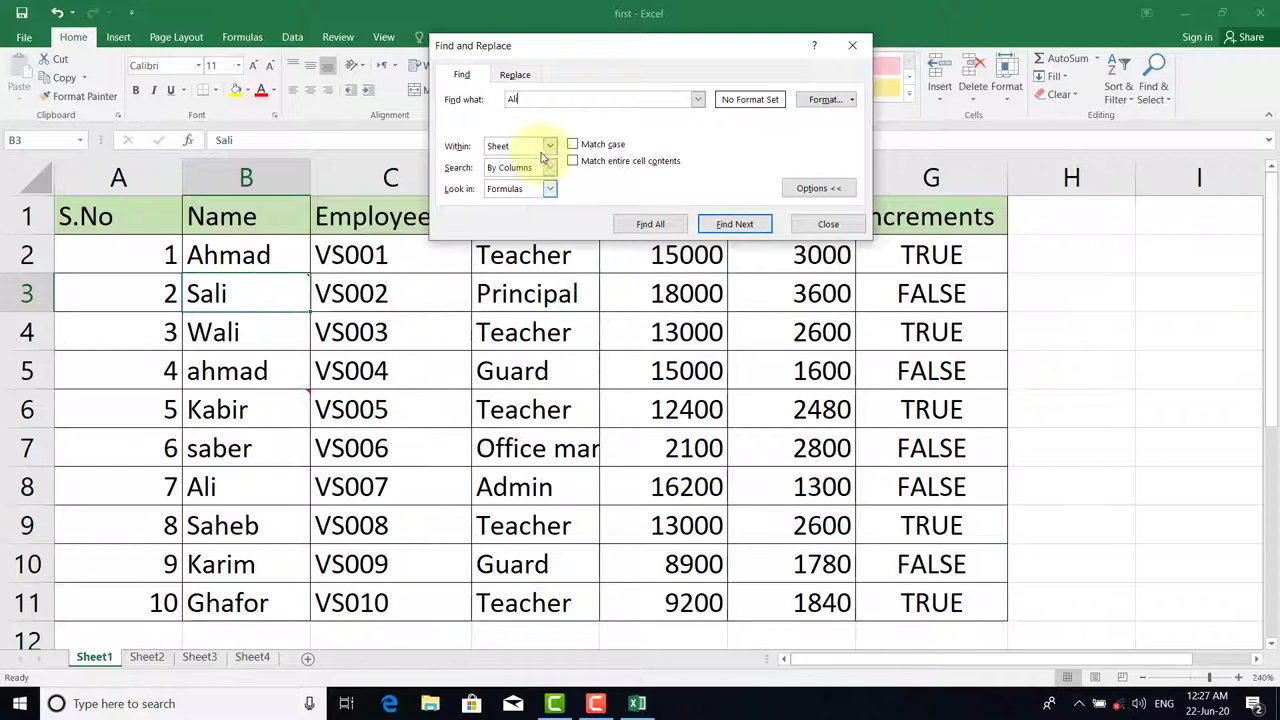 first - Excel
File Home Insert Page Layout Formulas Data Review View Sign in Share
Cut
Copy
Clipboard
Calibri 11
B I U
Insert Delete Format
AutoSum
Fill
Clear
Sort & Filter Find & Select
Editing
Find and Replace ?
Find Replace
Find what: Ali No Format Set Format...
Within: Sheet Match case
Search: By Columns Match entire cell contents
Look in: Formulas Options <<
Find All Find Next Close
B3 fx Sali
A B C G H I
1 S.No Name Employee ncrements
2 1 Ahmad VS001 Teacher 15000 3000 TRUE
3 2 Sali VS002 Principal 18000 3600 FALSE
4 3 Wali VS003 Teacher 13000 2600 TRUE
5 4 ahmad VS004 Guard 15000 1600 FALSE
6 5 Kabir VS005 Teacher 12400 2480 TRUE
7 6 saber VS006 Office mar 2100 2800 FALSE
8 7 Ali VS007 Admin 16200 1300 FALSE
9 8 Saheb VS008 Teacher 13000 2600 TRUE
10 9 Karim VS009 Guard 8900 1780 FALSE
11 10 Ghafor VS010 Teacher 9200 1840 TRUE
12
Sheet1 Sheet2 Sheet3 Sheet4
Ready 240%
Type here to search
ENG 12:27 AM
22-Jun-20 2